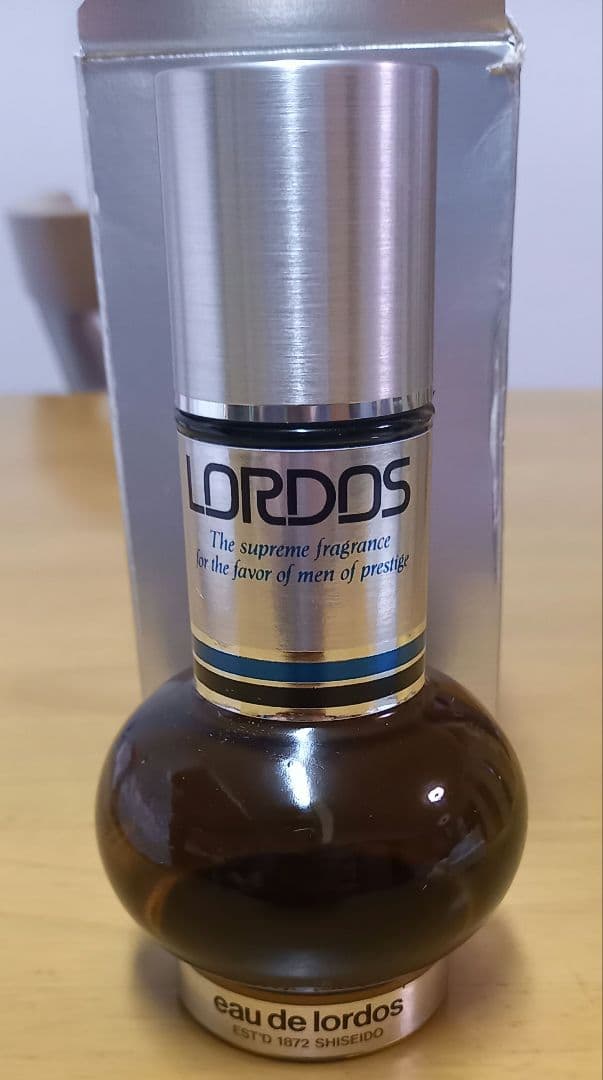 LORDOS
The supreme fragrance
for the favor of men of prestige
eau de lordos
EST'D 1872 SHISEIDO